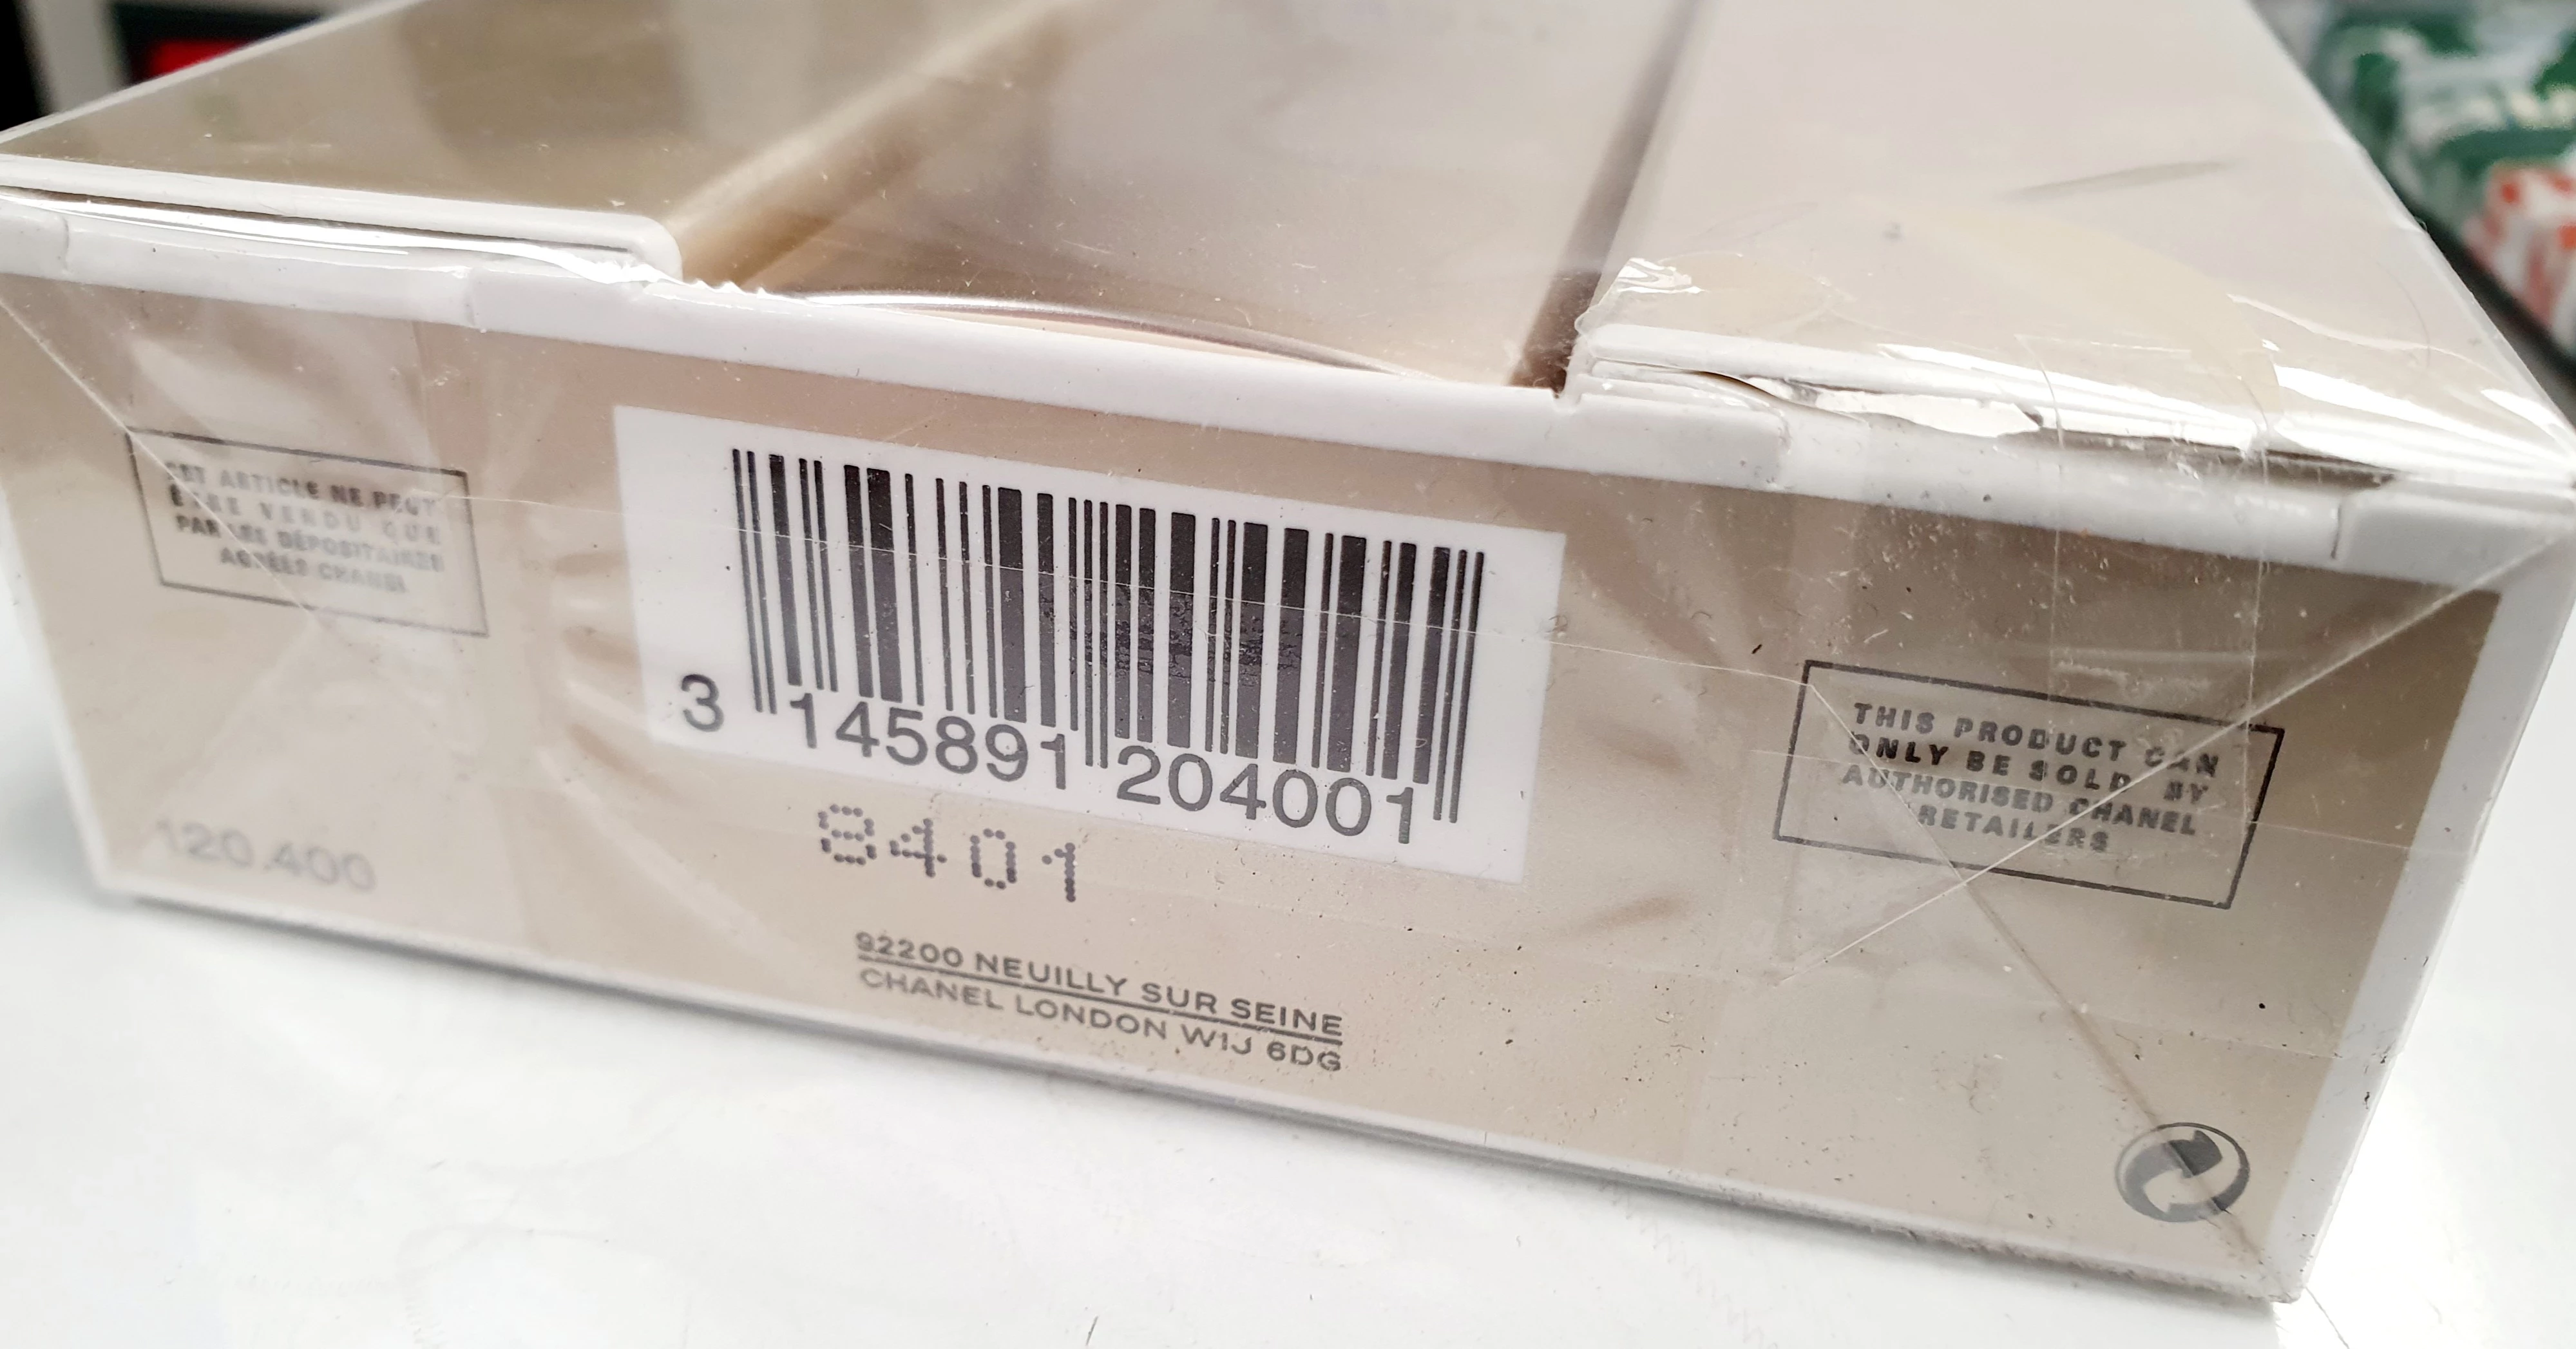 CET ARTICLE NE PEUT
ÊTRE VENDU QUE
PAR LES DÉPOSITAIRES
AGRÉÉS CHANEL
120.400
3 145891 204001
8401
92200 NEUILLY SUR SEINE
CHANEL LONDON W1J 6DG
THIS PRODUCT CAN
ONLY BE SOLD BY
AUTHORISED CHANEL
RETAILERS